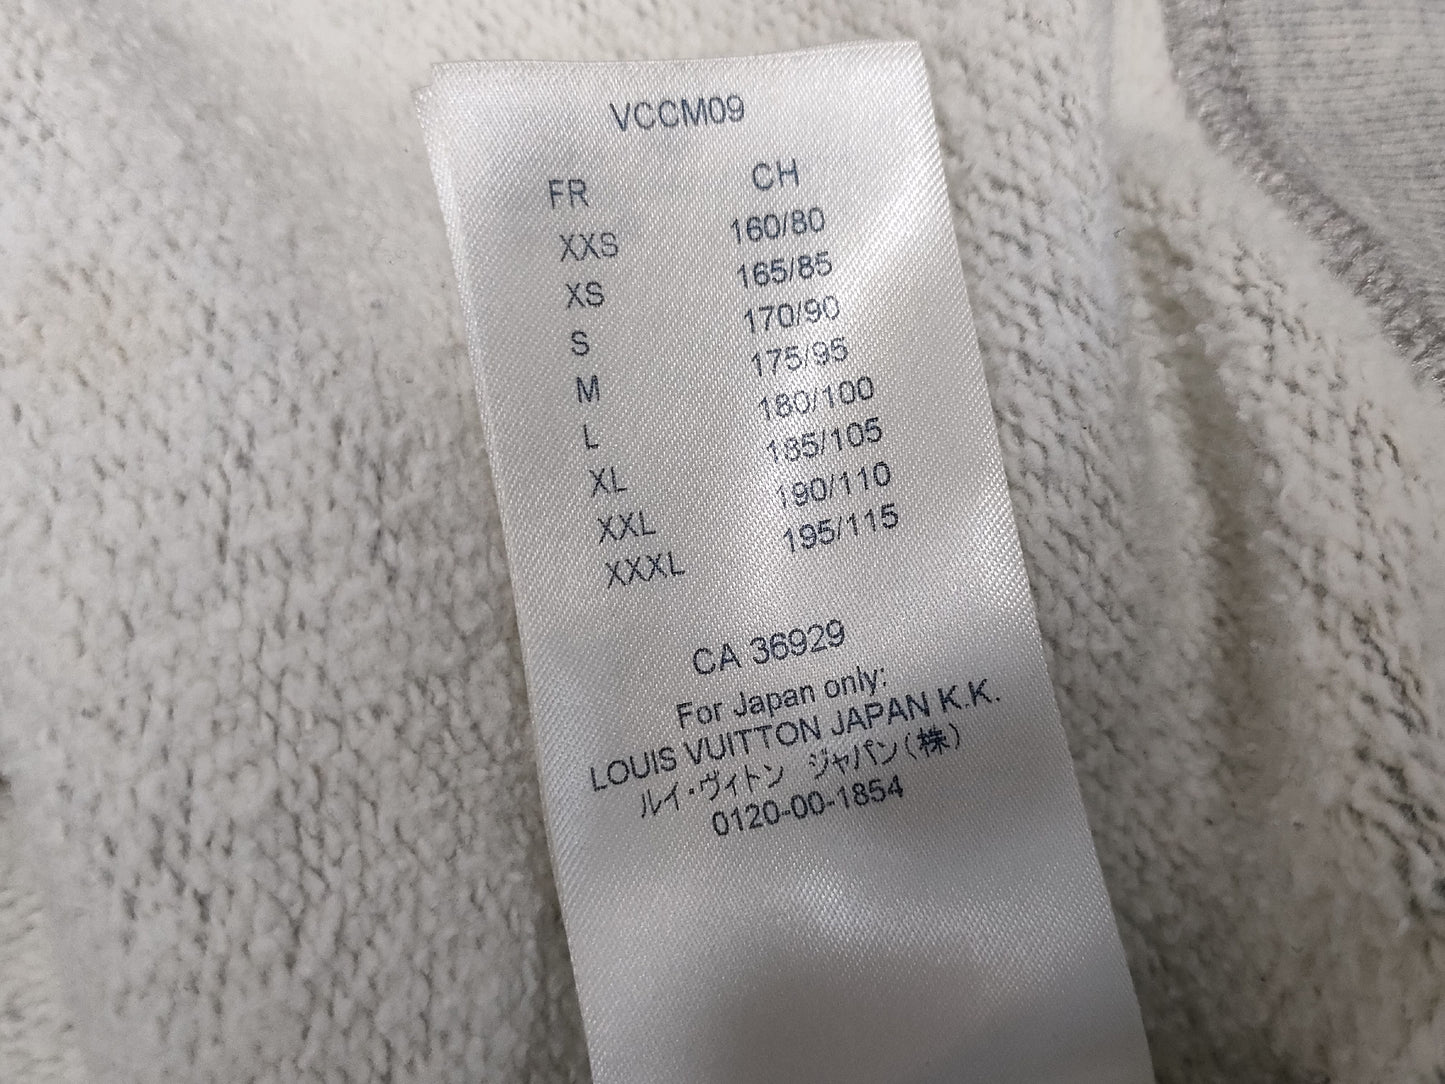 VCCM09
FR CH
XXS 160/80
XS 165/85
S 170/90
M 175/95
L 180/100
XL 185/105
XXL 190/110
XXXL 195/115
CA 36929
For Japan only:
LOUIS VUITTON JAPAN K.K.
ルイ・ヴィトン ジャパン(株)
0120-00-1854